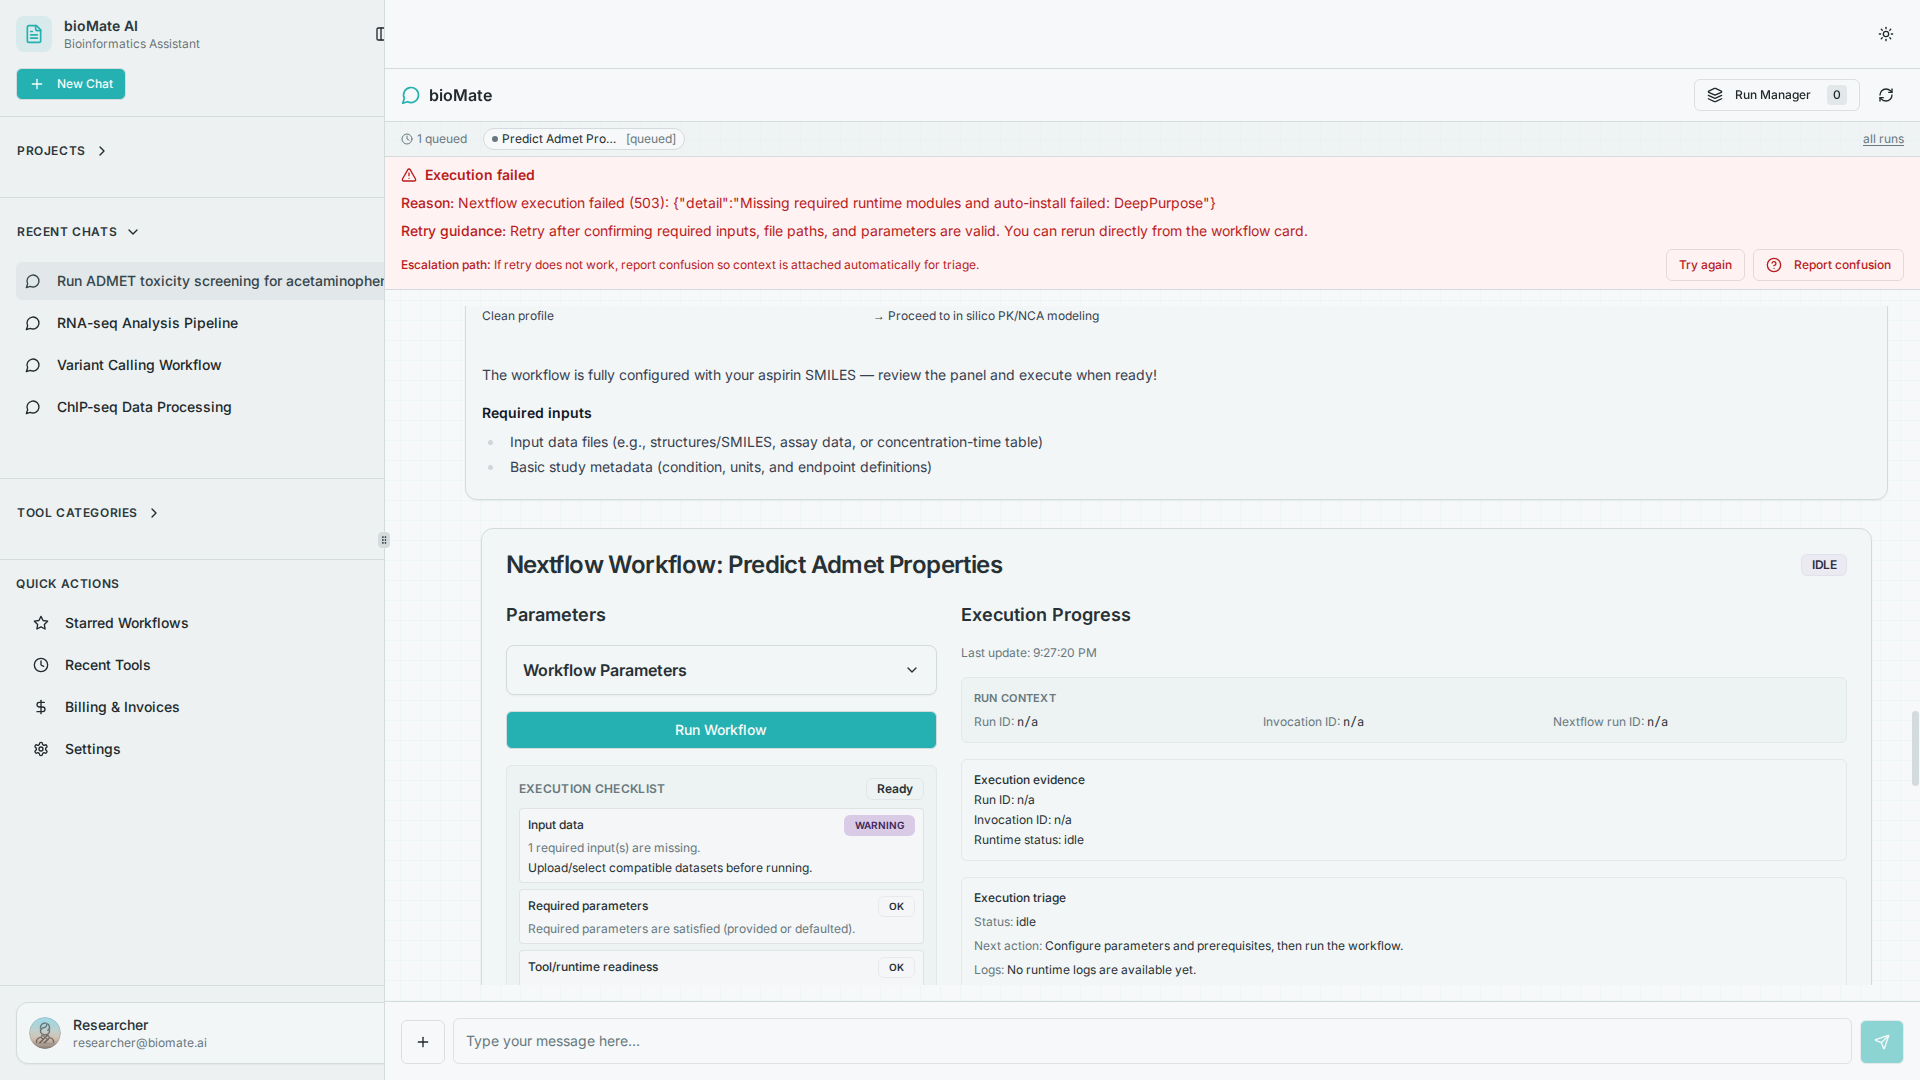 bioMate AI
Bioinformatics Assistant
New Chat
PROJECTS
RECENT CHATS
Run ADMET toxicity screening for acetaminophen
RNA-seq Analysis Pipeline
Variant Calling Workflow
ChIP-seq Data Processing
TOOL CATEGORIES
QUICK ACTIONS
Starred Workflows
Recent Tools
Billing & Invoices
Settings
Researcher
researcher@biomate.ai
bioMate
Run Manager 0
1 queued Predict Admet Pro... [queued] all runs
Execution failed
Reason: Nextflow execution failed (503): {"detail":"Missing required runtime modules and auto-install failed: DeepPurpose"}
Retry guidance: Retry after confirming required inputs, file paths, and parameters are valid. You can rerun directly from the workflow card.
Escalation path: If retry does not work, report confusion so context is attached automatically for triage.
Try again Report confusion
Clean profile → Proceed to in silico PK/NCA modeling
The workflow is fully configured with your aspirin SMILES — review the panel and execute when ready!
Required inputs
Input data files (e.g., structures/SMILES, assay data, or concentration-time table)
Basic study metadata (condition, units, and endpoint definitions)
Nextflow Workflow: Predict Admet Properties IDLE
Parameters
Workflow Parameters
Run Workflow
EXECUTION CHECKLIST Ready
Input data WARNING
1 required input(s) are missing.
Upload/select compatible datasets before running.
Required parameters OK
Required parameters are satisfied (provided or defaulted).
Tool/runtime readiness OK
Execution Progress
Last update: 9:27:20 PM
RUN CONTEXT
Run ID: n/a Invocation ID: n/a Nextflow run ID: n/a
Execution evidence
Run ID: n/a
Invocation ID: n/a
Runtime status: idle
Execution triage
Status: idle
Next action: Configure parameters and prerequisites, then run the workflow.
Logs: No runtime logs are available yet.
Type your message here...